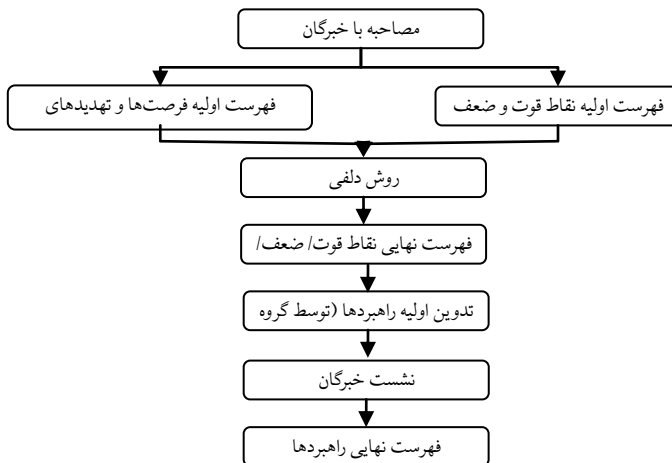 مصاحبه با خبرگان
فهرست اولیه نقاط قوت و ضعف
فهرست اولیه فرصت‌ها و تهدیدهای
روش دلفی
فهرست نهایی نقاط قوت/ ضعف/
تدوین اولیه راهبردها (توسط گروه
نشست خبرگان
فهرست نهایی راهبردها